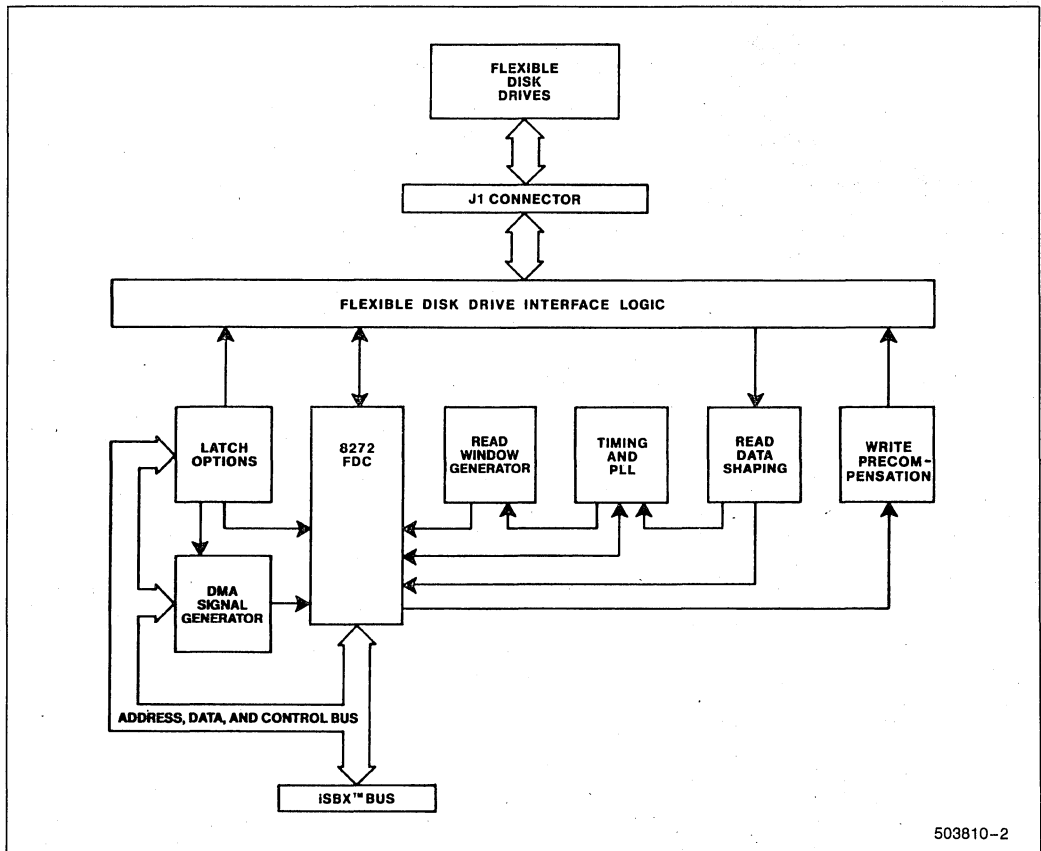 FLEXIBLE
DISK
DRIVES
J1 CONNECTOR
FLEXIBLE DISK DRIVE INTERFACE LOGIC
LATCH
OPTIONS
8272
FDC
READ
WINDOW
GENERATOR
TIMING
AND
PLL
READ
DATA
SHAPING
WRITE
PRECOM-
PENSATION
DMA
SIGNAL
GENERATOR
ADDRESS, DATA, AND CONTROL BUS
iSBX™ BUS
503810-2